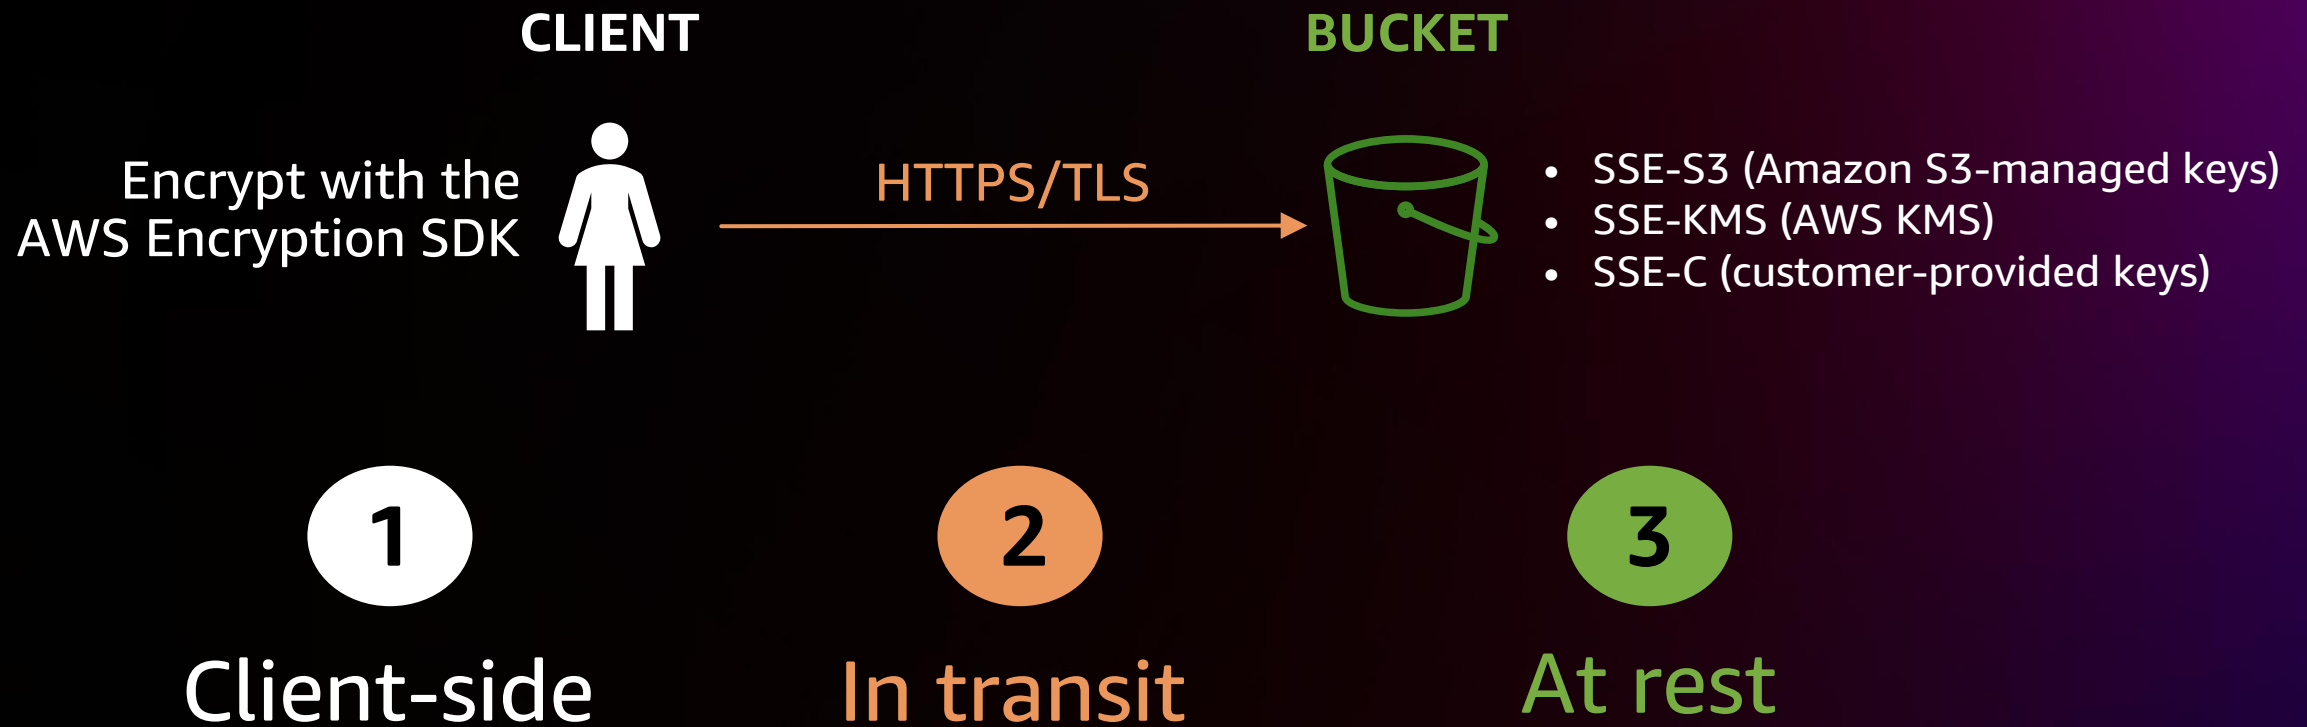 CLIENT
BUCKET
Encrypt with the
AWS Encryption SDK
HTTPS/TLS
• SSE-S3 (Amazon S3-managed keys)
• SSE-KMS (AWS KMS)
• SSE-C (customer-provided keys)
1
2
3
Client-side
In transit
At rest